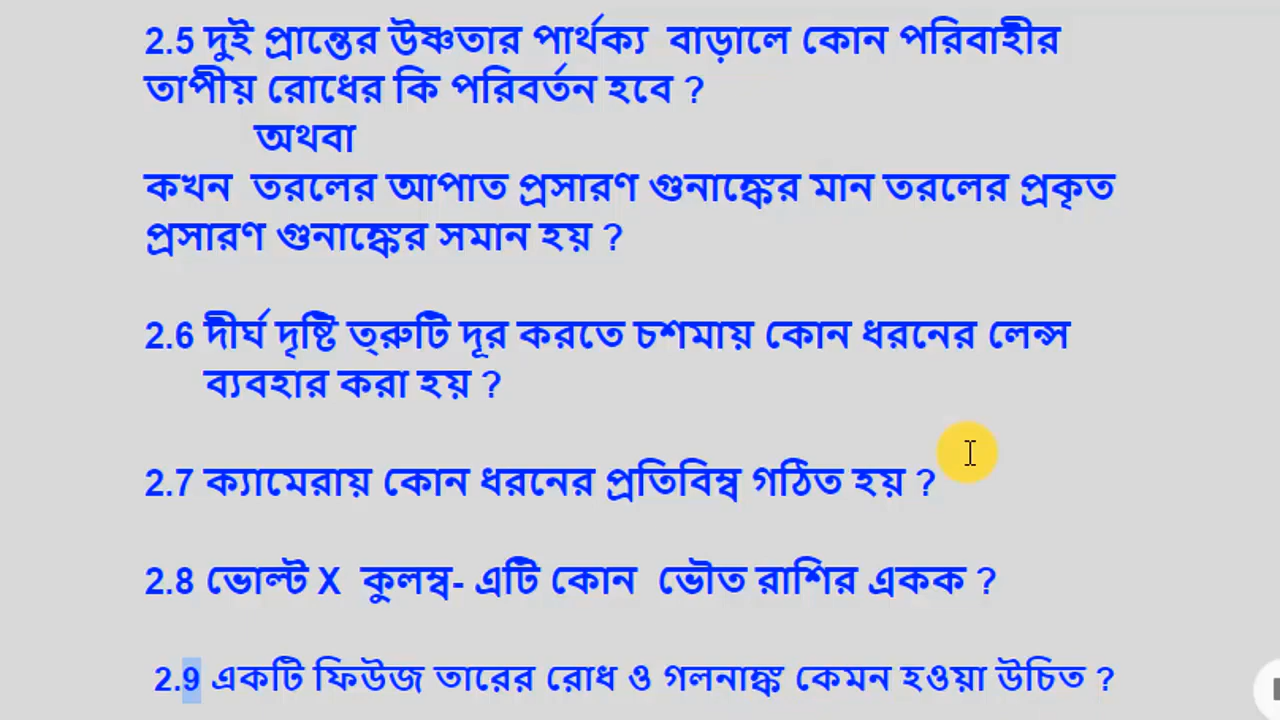 2.5 দুই প্রান্তের উষ্ণতার পার্থক্য বাড়ালে কোন পরিবাহীর
তাপীয় রোধের কি পরিবর্তন হবে ?
অথবা
কখন তরলের আপাত প্রসারণ গুনাঙ্কের মান তরলের প্রকৃত
প্রসারণ গুনাঙ্কের সমান হয় ?
2.6 দীর্ঘ দৃষ্টি ত্রুটি দূর করতে চশমায় কোন ধরনের লেন্স
ব্যবহার করা হয় ?
2.7 ক্যামেরায় কোন ধরনের প্রতিবিম্ব গঠিত হয় ?
2.8 ভোল্ট X কুলম্ব- এটি কোন ভৌত রাশির একক ?
2.9 একটি ফিউজ তারের রোধ ও গলনাঙ্ক কেমন হওয়া উচিত ?